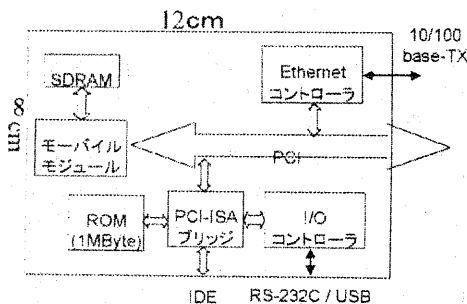 12cm
10/100
base-TX
SDRAM
Ethernet
コントローラ
8cm
モーバイル
モジュール
PCI
ROM
(1MByte)
PCI-ISA
ブリッジ
I/O
コントローラ
IDE
RS-232C / USB